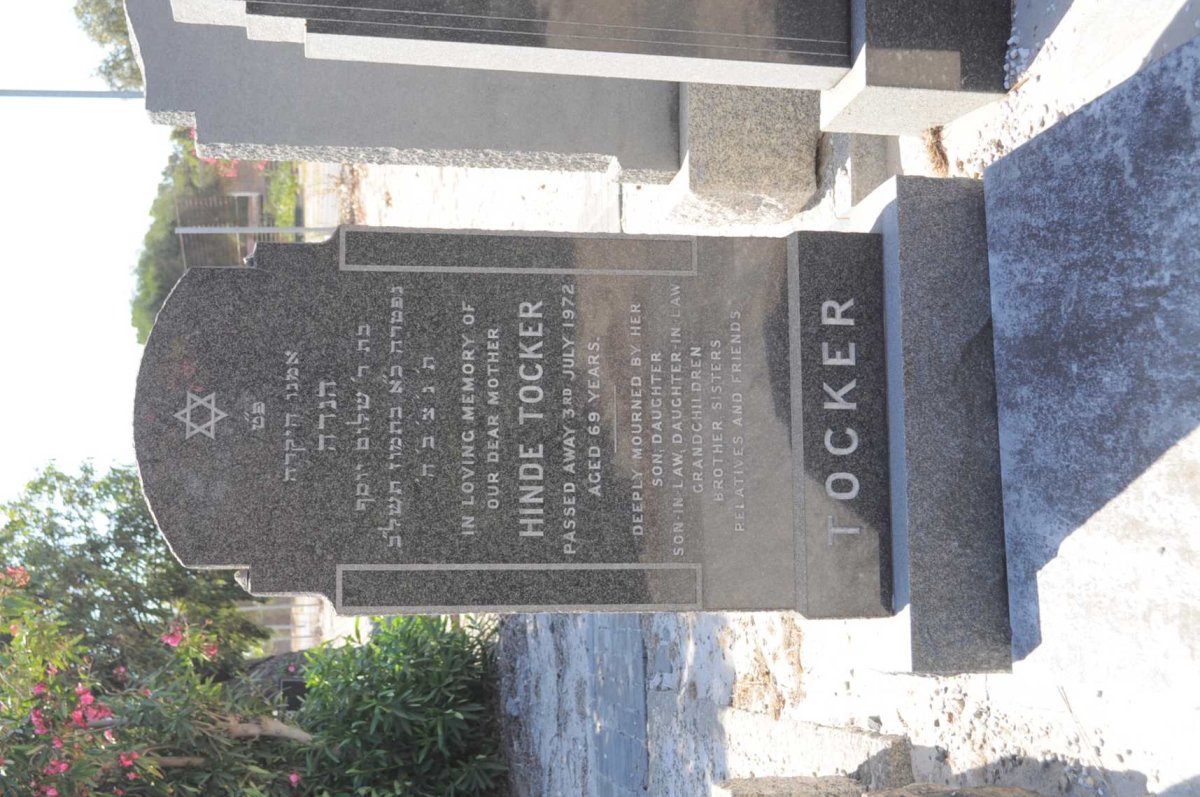 פ״ט
אמנו היקרה
הנדה
בת ר׳ שלום יוסף
נפטרה כ״א בתמוז תשל״ב
ת׳ נ׳ צ׳ ב׳ ה׳
IN LOVING MEMORY OF
OUR DEAR MOTHER
HINDE TOCKER
PASSED AWAY 3RD JULY 1972
AGED 69 YEARS.
DEEPLY MOURNED BY HER
SON, DAUGHTER
SON-IN-LAW, DAUGHTER-IN-LAW
GRANDCHILDREN
BROTHER SISTERS
RELATIVES AND FRIENDS
TOCKER